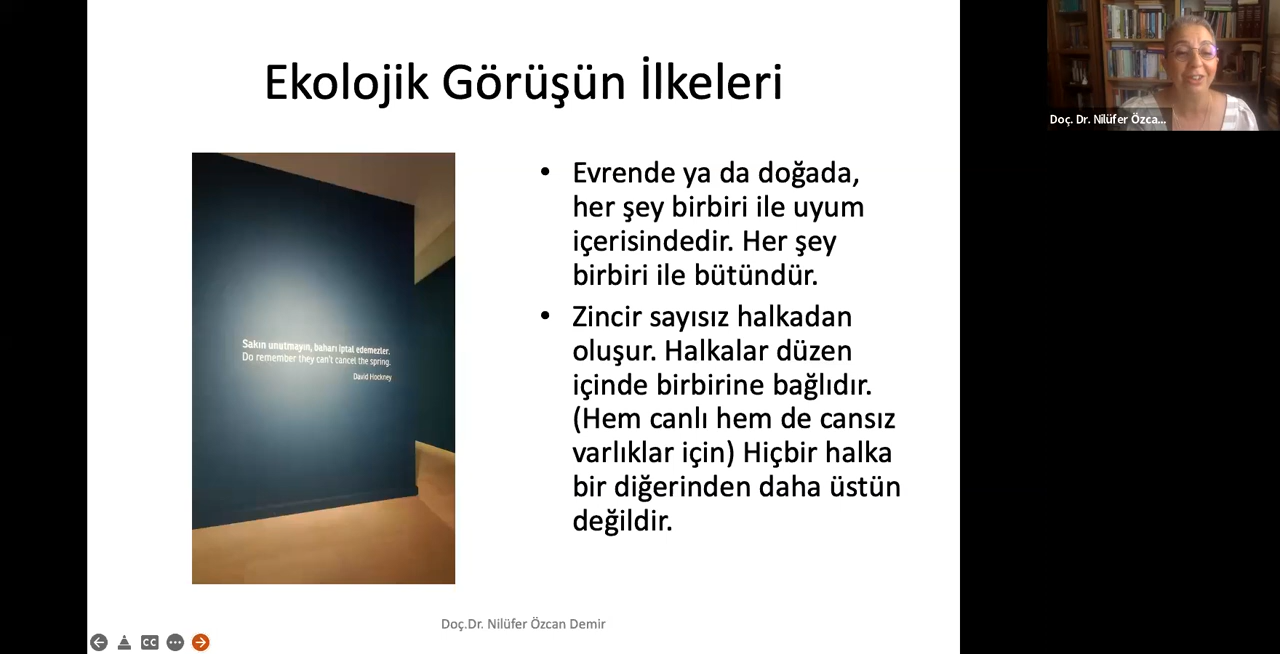 Ekolojik Görüşün İlkeleri
Doç. Dr. Nilüfer Özca...
Sakın unutmayın, baharı iptal edemezler.
Do remember they can't cancel the spring.
David Hockney
• Evrende ya da doğada,
her şey birbiri ile uyum
içerisindedir. Her şey
birbiri ile bütündür.
• Zincir sayısız halkadan
oluşur. Halkalar düzen
içinde birbirine bağlıdır.
(Hem canlı hem de cansız
varlıklar için) Hiçbir halka
bir diğerinden daha üstün
değildir.
Doç.Dr. Nilüfer Özcan Demir
CC